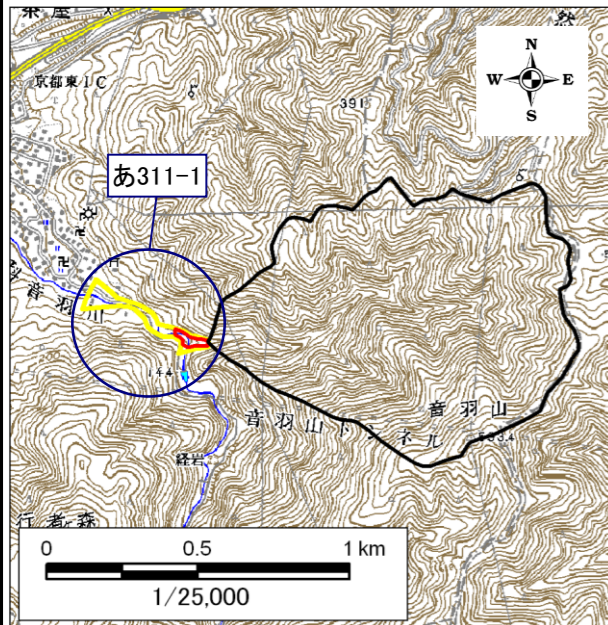 茶屋
京都東IC
391
N
W E
S
あ311-1
音羽川
音羽山
音羽山トンネル
593.4
経岩
行者森
0 0.5 1 km
1/25,000